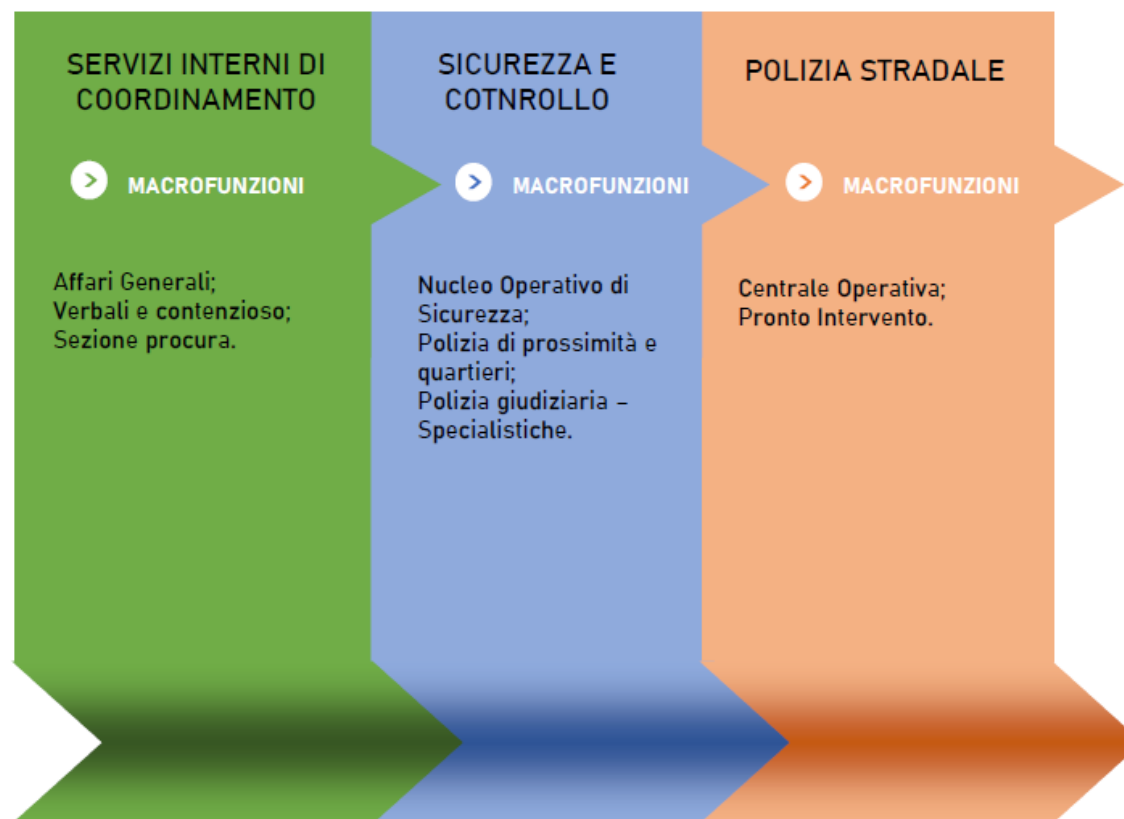 SERVIZI INTERNI DI
COORDINAMENTO
MACROFUNZIONI
Affari Generali;
Verbali e contenzioso;
Sezione procura.
SICUREZZA E
COTNROLLO
MACROFUNZIONI
Nucleo Operativo di
Sicurezza;
Polizia di prossimità e
quartieri;
Polizia giudiziaria –
Specialistiche.
POLIZIA STRADALE
MACROFUNZIONI
Centrale Operativa;
Pronto Intervento.